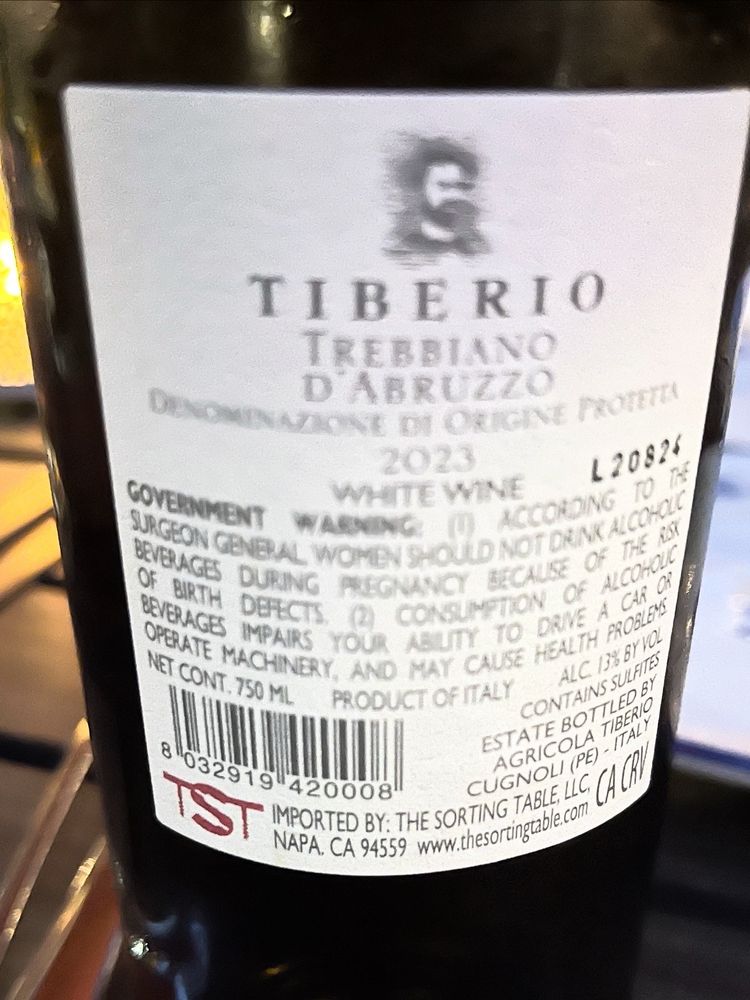 TIBERIO
TREBBIANO
D'ABRUZZO
DENOMINAZIONE DI ORIGINE PROTETTA
2023
L20824
WHITE WINE
GOVERNMENT WARNING: (1) ACCORDING TO THE
SURGEON GENERAL WOMEN SHOULD NOT DRINK ALCOHOLIC
BEVERAGES DURING PREGNANCY BECAUSE OF THE RISK
OF BIRTH DEFECTS. (2) CONSUMPTION OF ALCOHOLIC
BEVERAGES IMPAIRS YOUR ABILITY TO DRIVE A CAR OR
OPERATE MACHINERY, AND MAY CAUSE HEALTH PROBLEMS.
NET CONT. 750 ML PRODUCT OF ITALY ALC. 13% BY VOL
CONTAINS SULFITES
ESTATE BOTTLED BY
AGRICOLA TIBERIO
CUGNOLI (PE) - ITALY
8 032919 420008
CA CRV
TST
IMPORTED BY: THE SORTING TABLE, LLC,
NAPA, CA 94559 www.thesortingtable.com